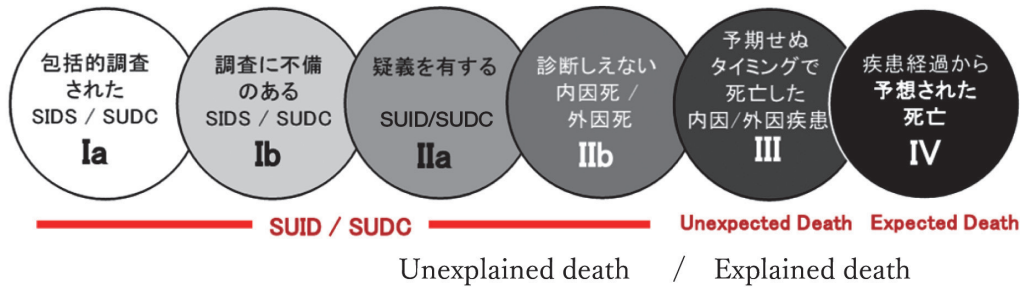 包括的調査
された
SIDS / SUDC
Ia
調査に不備
のある
SIDS / SUDC
Ib
疑義を有する
SUID/SUDC
IIa
診断しえない
内因死 /
外因死
IIb
予期せぬ
タイミングで
死亡した
内因/外因疾患
III
疾患経過から
予想された
死亡
IV
SUID / SUDC
Unexpected Death
Expected Death
Unexplained death / Explained death